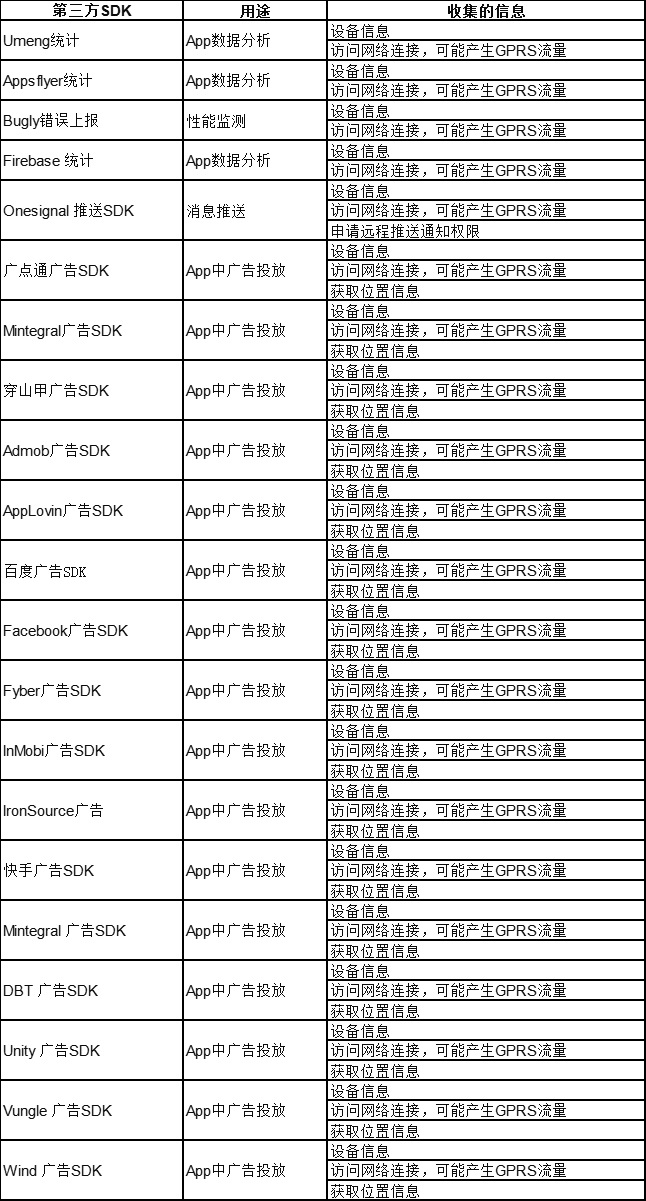 第三方SDK 用途 收集的信息
Umeng统计 App数据分析 设备信息
访问网络连接，可能产生GPRS流量
Appsflyer统计 App数据分析 设备信息
访问网络连接，可能产生GPRS流量
Bugly错误上报 性能监测 设备信息
访问网络连接，可能产生GPRS流量
Firebase 统计 App数据分析 设备信息
访问网络连接，可能产生GPRS流量
Onesignal 推送SDK 消息推送 设备信息
访问网络连接，可能产生GPRS流量
申请远程推送通知权限
广点通广告SDK App中广告投放 设备信息
访问网络连接，可能产生GPRS流量
获取位置信息
Mintegral广告SDK App中广告投放 设备信息
访问网络连接，可能产生GPRS流量
获取位置信息
穿山甲广告SDK App中广告投放 设备信息
访问网络连接，可能产生GPRS流量
获取位置信息
Admob广告SDK App中广告投放 设备信息
访问网络连接，可能产生GPRS流量
获取位置信息
AppLovin广告SDK App中广告投放 设备信息
访问网络连接，可能产生GPRS流量
获取位置信息
百度广告SDK App中广告投放 设备信息
访问网络连接，可能产生GPRS流量
获取位置信息
Facebook广告SDK App中广告投放 设备信息
访问网络连接，可能产生GPRS流量
获取位置信息
Fyber广告SDK App中广告投放 设备信息
访问网络连接，可能产生GPRS流量
获取位置信息
InMobi广告SDK App中广告投放 设备信息
访问网络连接，可能产生GPRS流量
获取位置信息
IronSource广告 App中广告投放 设备信息
访问网络连接，可能产生GPRS流量
获取位置信息
快手广告SDK App中广告投放 设备信息
访问网络连接，可能产生GPRS流量
获取位置信息
Mintegral 广告SDK App中广告投放 设备信息
访问网络连接，可能产生GPRS流量
获取位置信息
DBT 广告SDK App中广告投放 设备信息
访问网络连接，可能产生GPRS流量
获取位置信息
Unity 广告SDK App中广告投放 设备信息
访问网络连接，可能产生GPRS流量
获取位置信息
Vungle 广告SDK App中广告投放 设备信息
访问网络连接，可能产生GPRS流量
获取位置信息
Wind 广告SDK App中广告投放 设备信息
访问网络连接，可能产生GPRS流量
获取位置信息